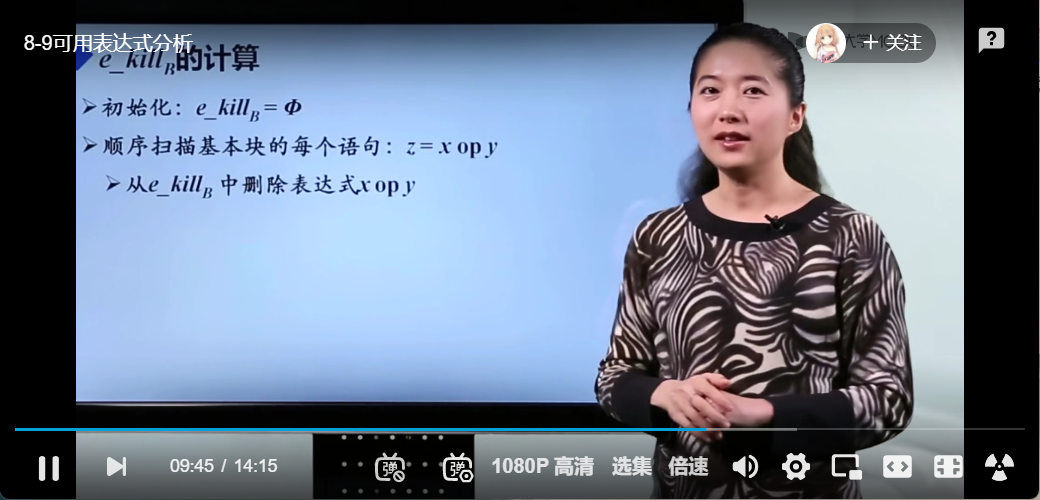 8-9可用表达式分析
+ 关注
e_kill_B的计算
➢初始化：e_kill_B = Φ
➢顺序扫描基本块的每个语句：z = x op y
➢从e_kill_B 中删除表达式x op y
09:45 / 14:15
弹
弹
1080P 高清
选集
倍速